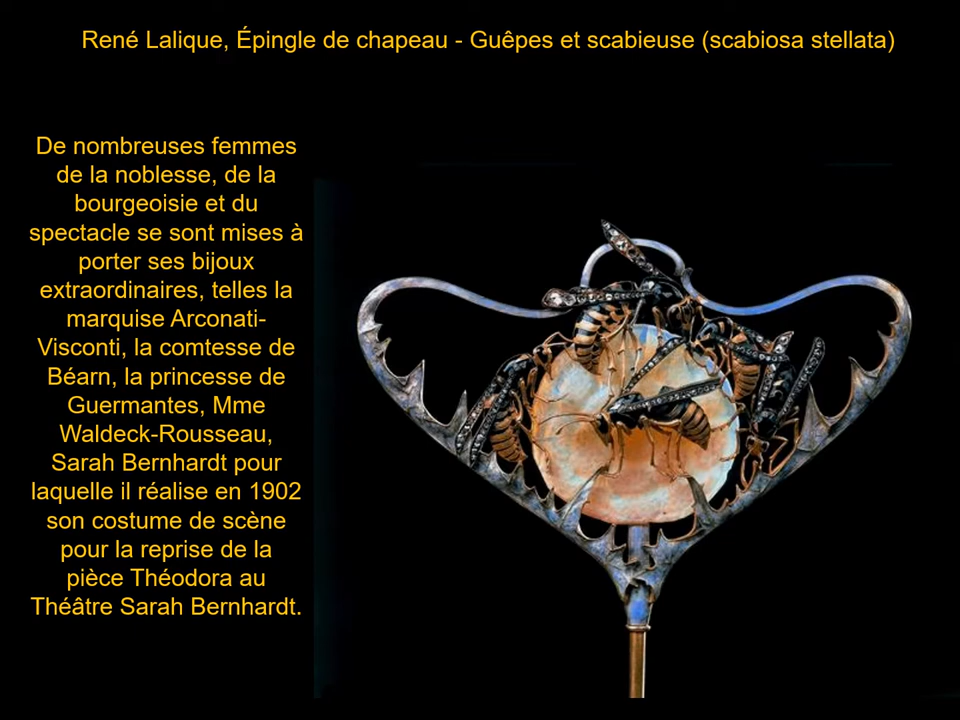 René Lalique, Épingle de chapeau - Guêpes et scabieuse (scabiosa stellata)
De nombreuses femmes
de la noblesse, de la
bourgeoisie et du
spectacle se sont mises à
porter ses bijoux
extraordinaires, telles la
marquise Arconati-
Visconti, la comtesse de
Béarn, la princesse de
Guermantes, Mme
Waldeck-Rousseau,
Sarah Bernhardt pour
laquelle il réalise en 1902
son costume de scène
pour la reprise de la
pièce Théodora au
Théâtre Sarah Bernhardt.